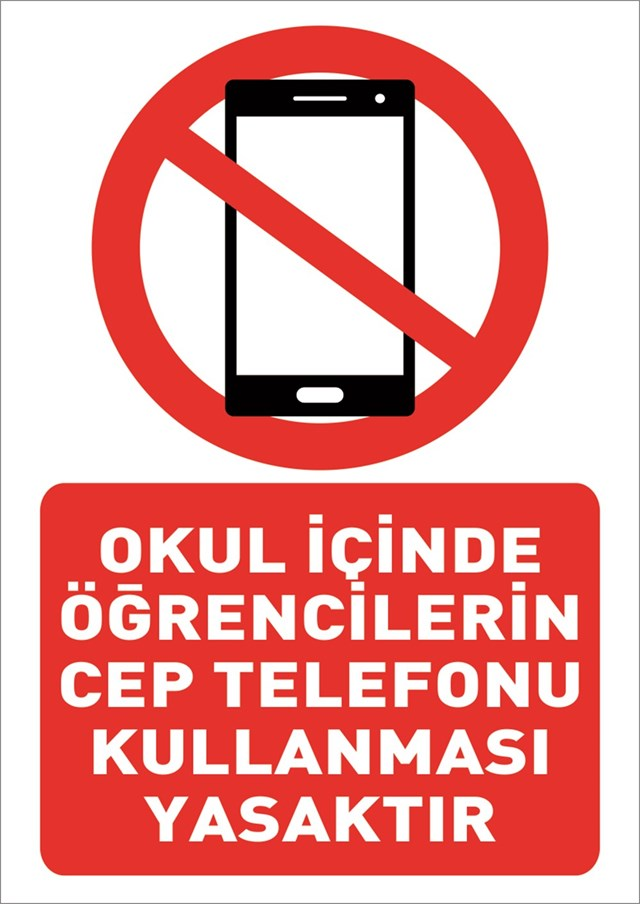 OKUL İÇİNDE
ÖĞRENCİLERİN
CEP TELEFONU
KULLANMASI
YASAKTIR